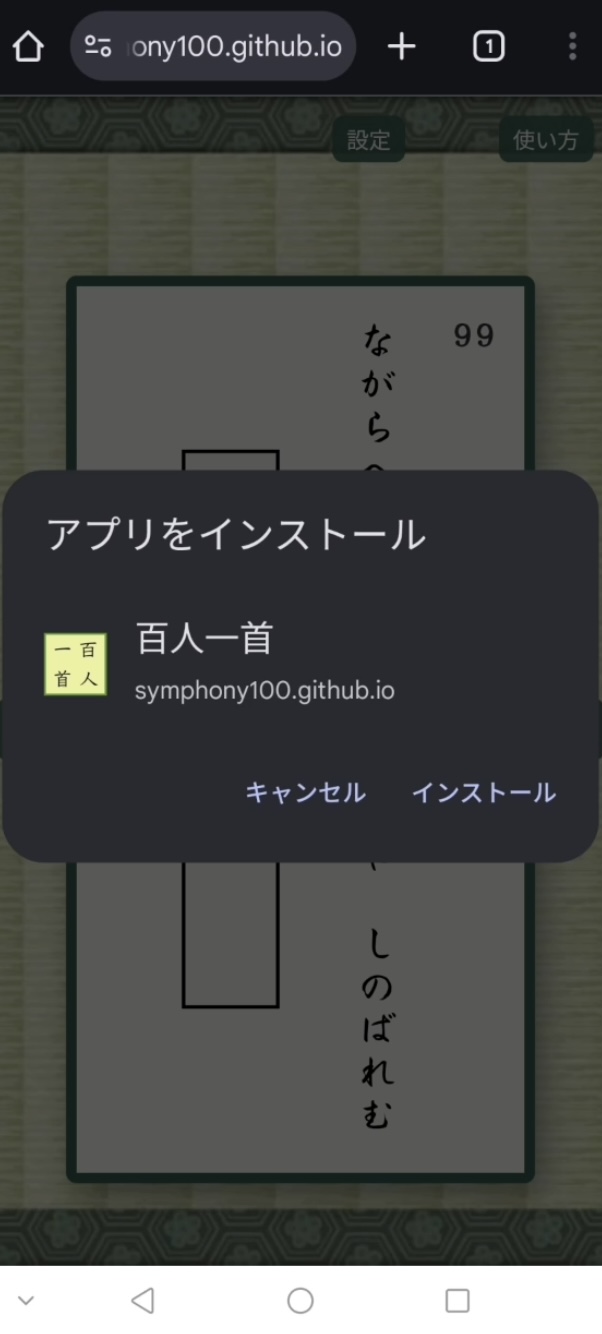 ony100.github.io
1
設定
使い方
99
ながら
しのばれむ
アプリをインストール
一百
首人
百人一首
symphony100.github.io
キャンセル
インストール